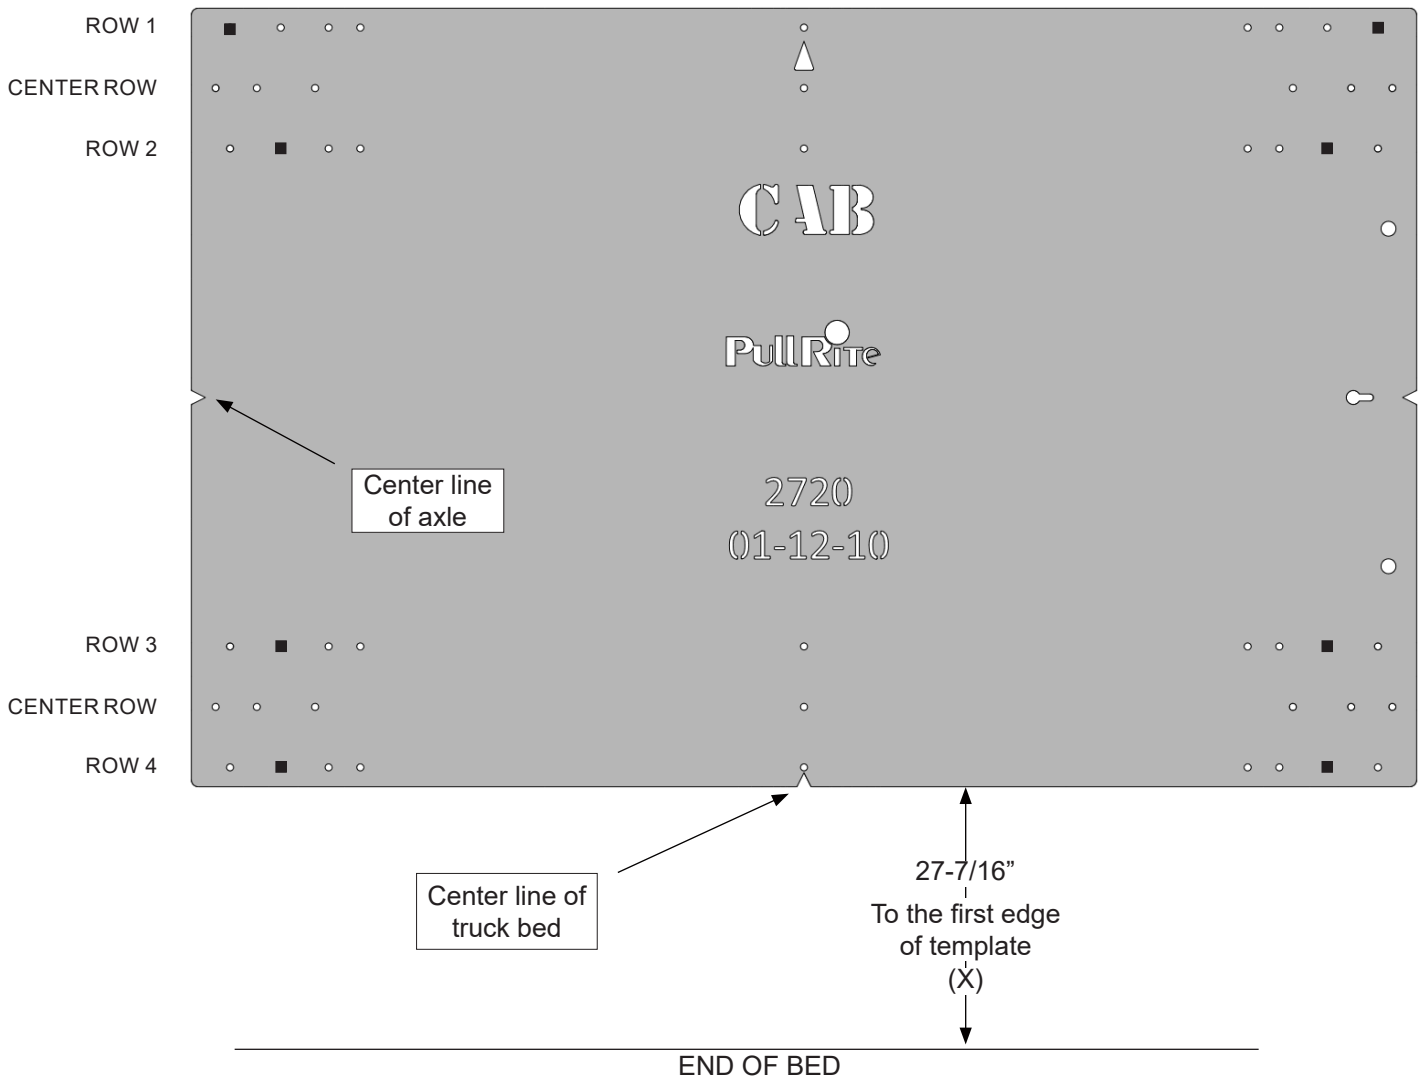 ROW 1
CENTER ROW
ROW 2
CAB
PullRite
Center line
of axle
2720
01-12-10
ROW 3
CENTER ROW
ROW 4
Center line of
truck bed
27-7/16”
To the first edge
of template
(X)
END OF BED